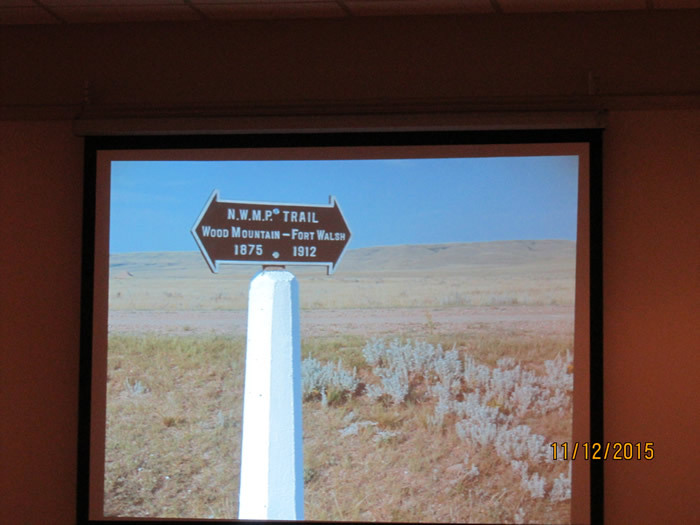 N.W.M.P. TRAIL
WOOD MOUNTAIN – FORT WALSH
1875 1912
11/12/2015